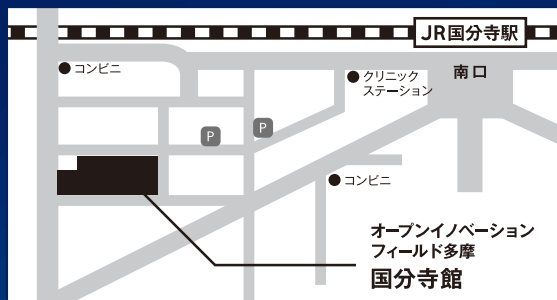 JR国分寺駅
コンビニ
クリニック
ステーション
南口
P
P
コンビニ
オープンイノベーション
フィールド多摩
国分寺館